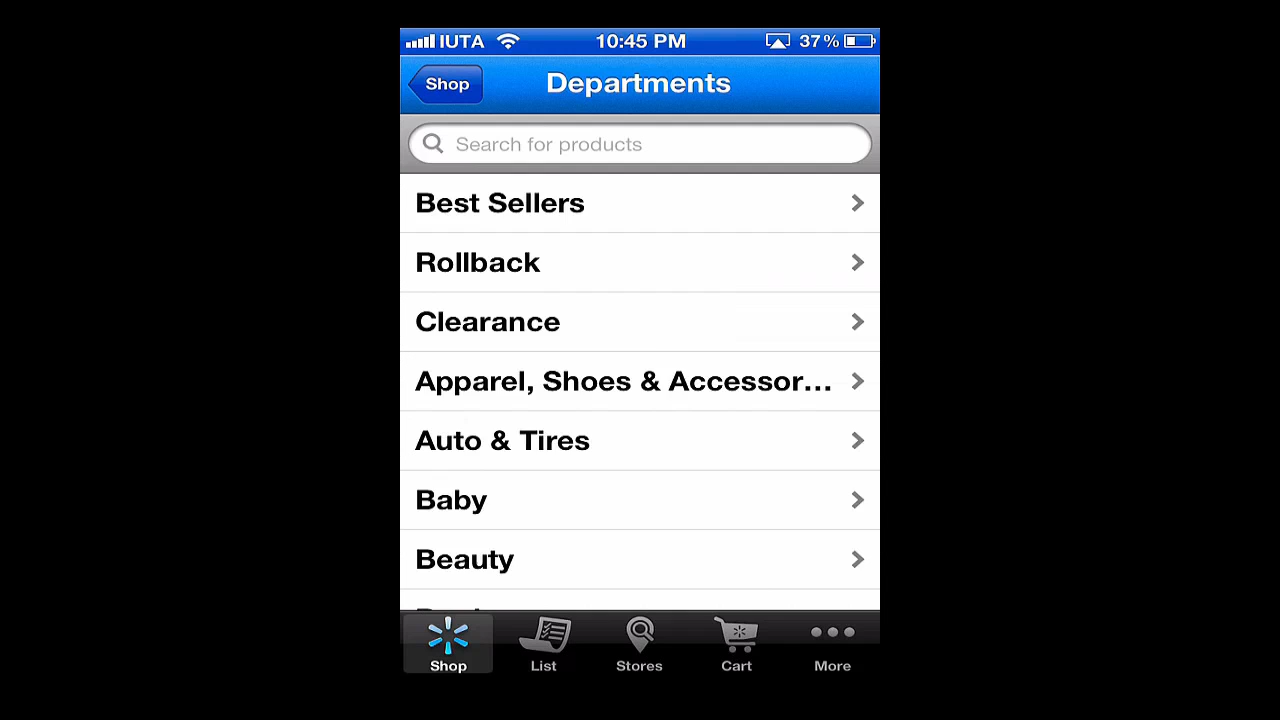 IUTA 10:45 PM 37%
Shop Departments
Search for products
Best Sellers
Rollback
Clearance
Apparel, Shoes & Accessor...
Auto & Tires
Baby
Beauty
Shop List Stores Cart More